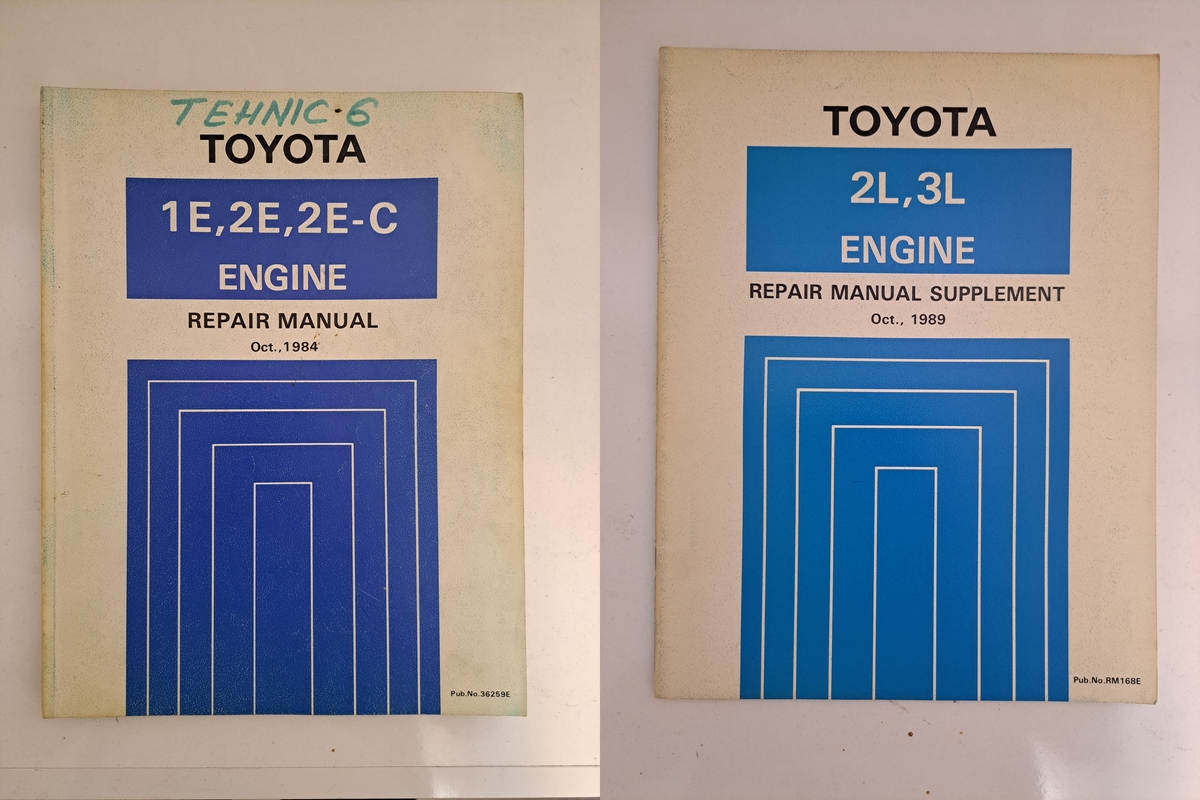 TEHNIC-6
TOYOTA
1E,2E,2E-C
ENGINE
REPAIR MANUAL
Oct.,1984
Pub.No.36259E
TOYOTA
2L,3L
ENGINE
REPAIR MANUAL SUPPLEMENT
Oct., 1989
Pub.No.RM168E